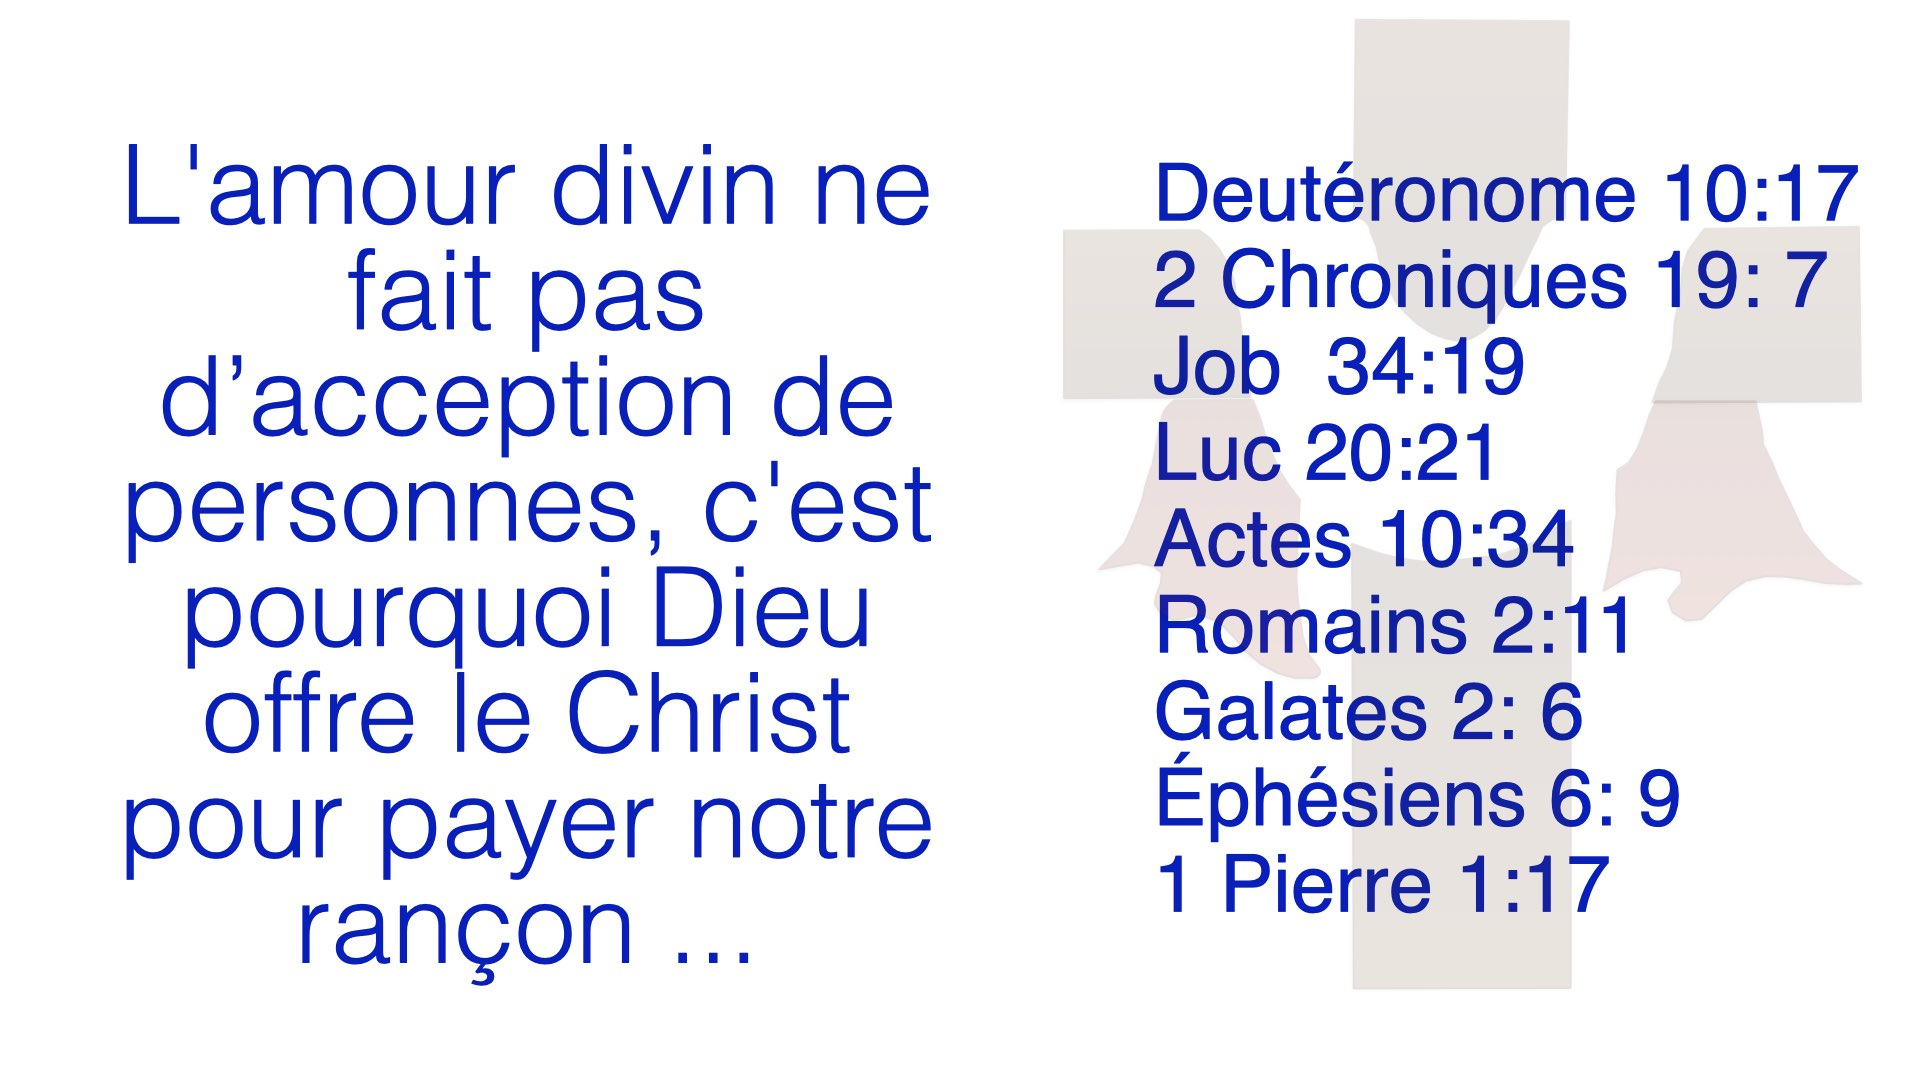 L'amour divin ne
fait pas
d’acception de
personnes, c'est
pourquoi Dieu
offre le Christ
pour payer notre
rançon ...
Deutéronome 10:17
2 Chroniques 19: 7
Job  34:19
Luc 20:21
Actes 10:34
Romains 2:11
Galates 2: 6
Éphésiens 6: 9
1 Pierre 1:17